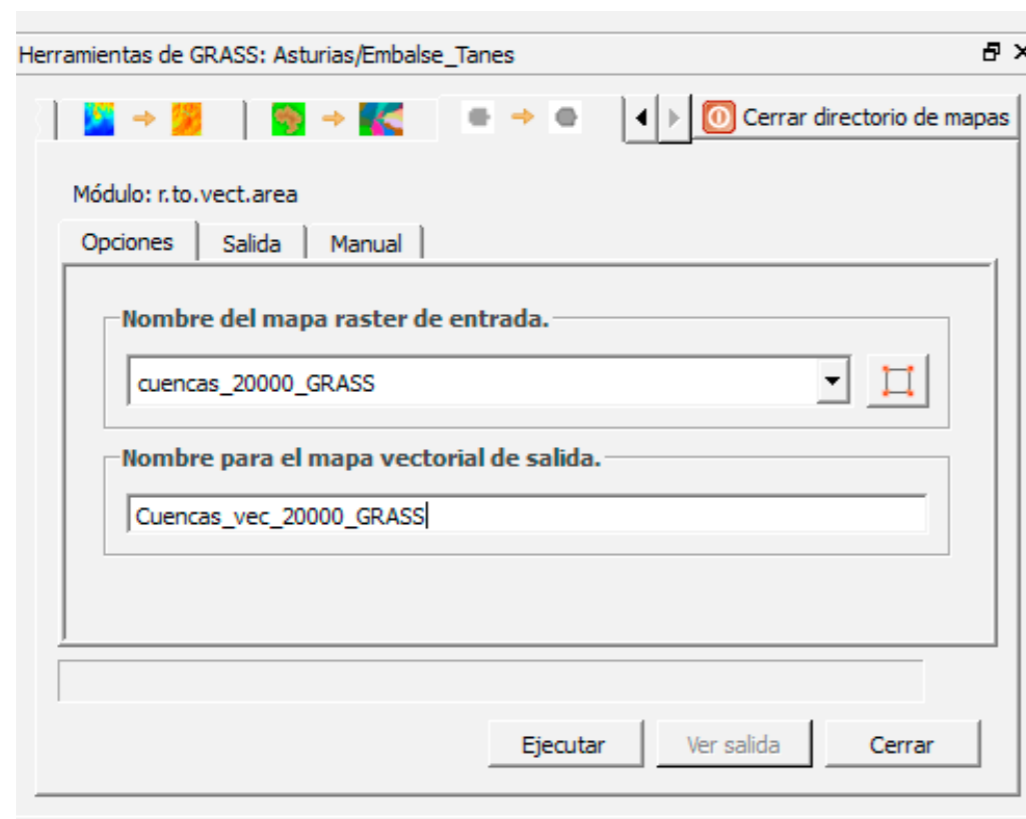 Herramientas de GRASS: Asturias/Embalse_Tanes
Cerrar directorio de mapas
Módulo: r.to.vect.area
Opciones Salida Manual
Nombre del mapa raster de entrada.
cuencas_20000_GRASS
Nombre para el mapa vectorial de salida.
Cuencas_vec_20000_GRASS
Ejecutar Ver salida Cerrar